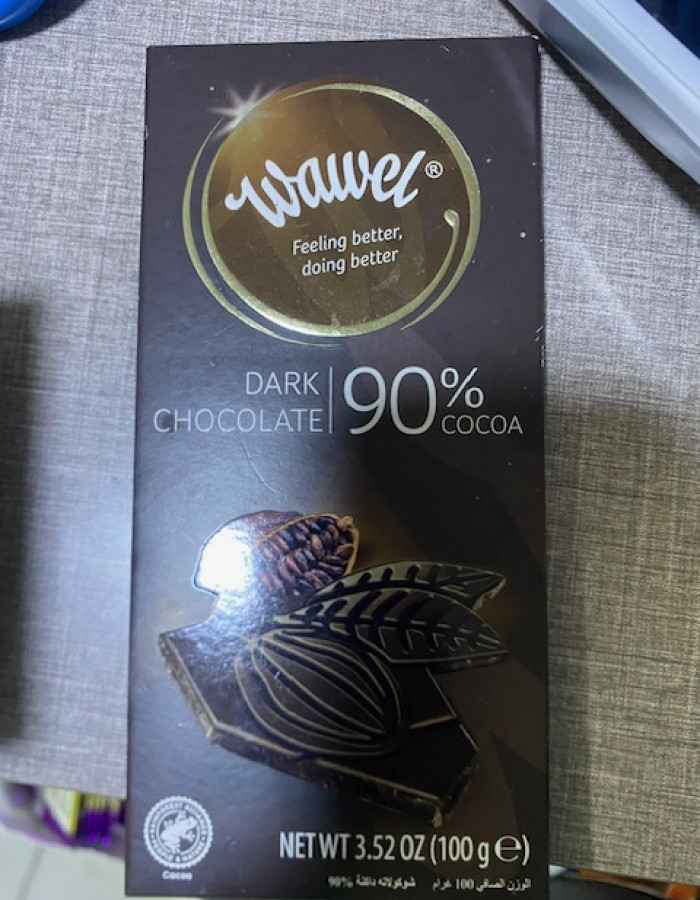 Wawel®
Feeling better,
doing better
DARK
CHOCOLATE
90%
COCOA
Cocoa
NET WT 3.52 OZ (100 g ℮)
الوزن الصافي 100 غرام شوكولاته داكنة 90%